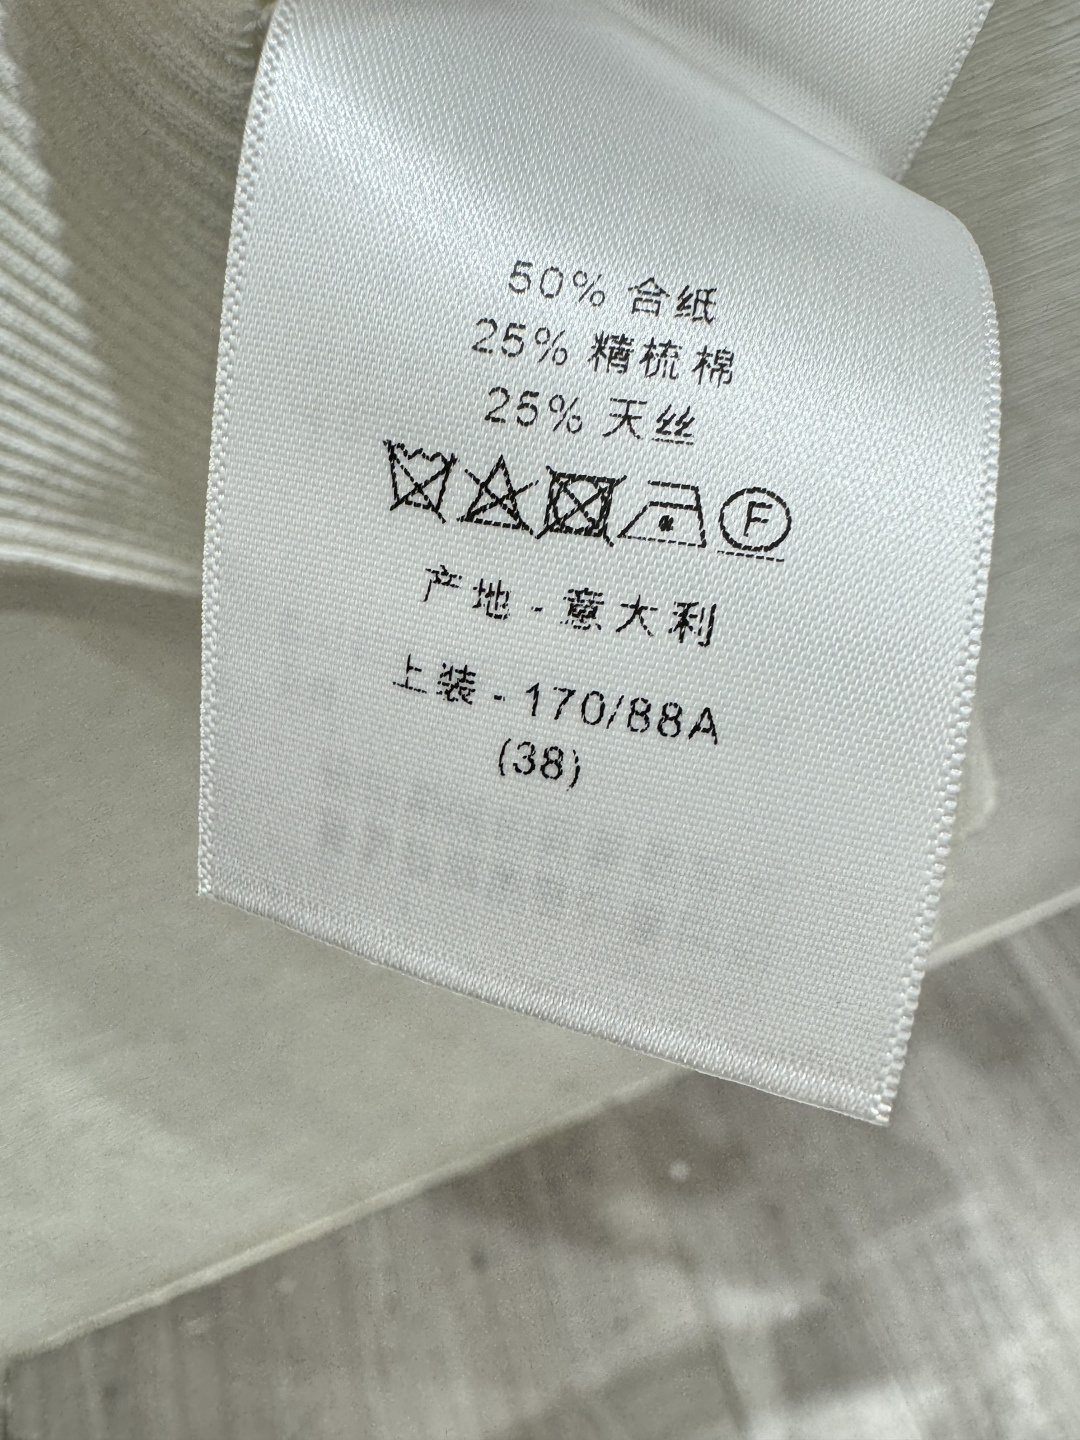 50% 合纸
25% 精梳棉
25% 天丝
F
产地 - 意大利
上装 - 170/88A
(38)